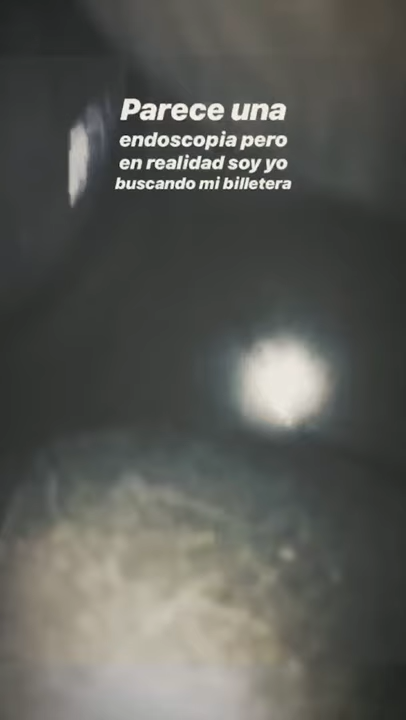 Parece una
endoscopia pero
en realidad soy yo
buscando mi billetera